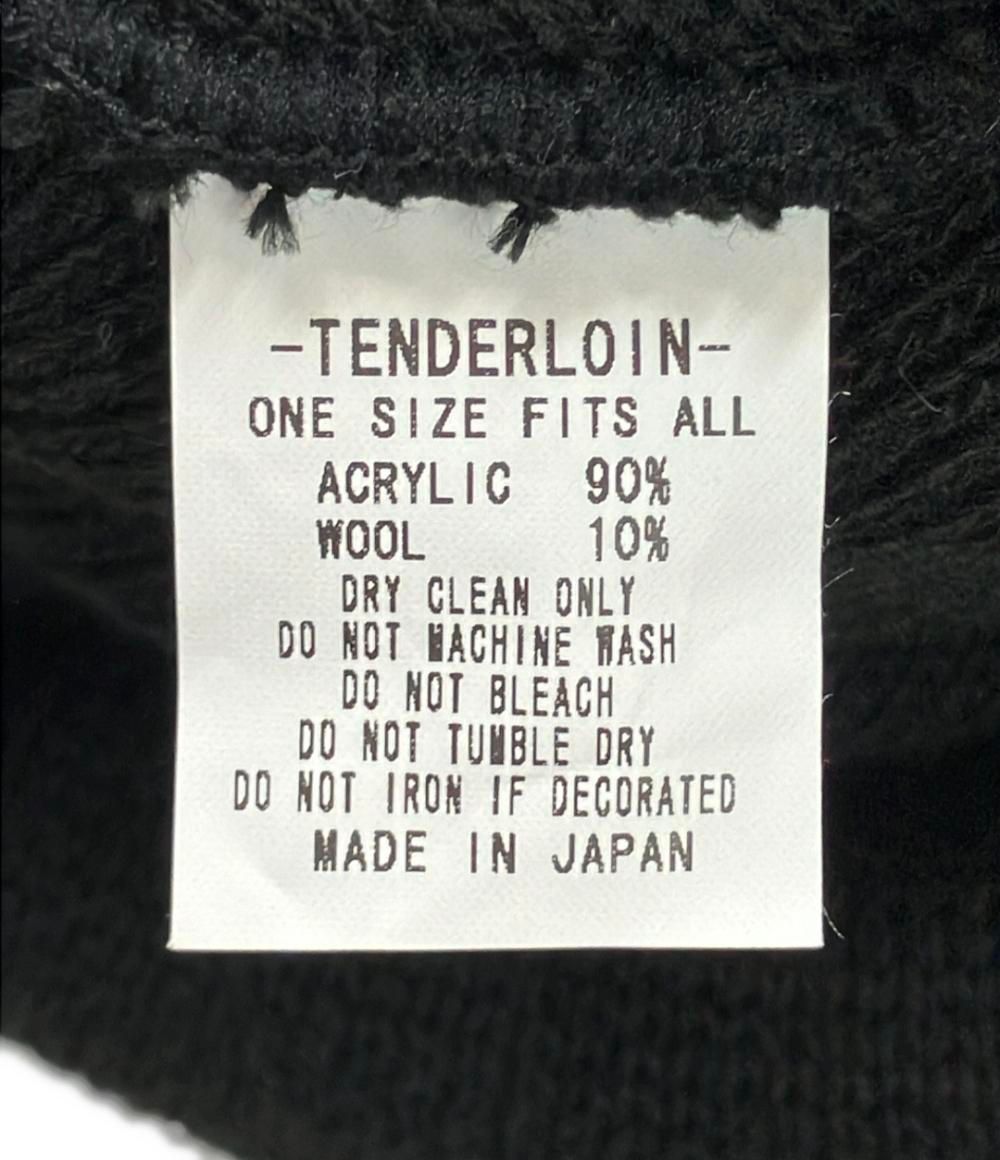 -TENDERLOIN-
ONE SIZE FITS ALL
ACRYLIC 90%
WOOL 10%
DRY CLEAN ONLY
DO NOT MACHINE WASH
DO NOT BLEACH
DO NOT TUMBLE DRY
DO NOT IRON IF DECORATED
MADE IN JAPAN